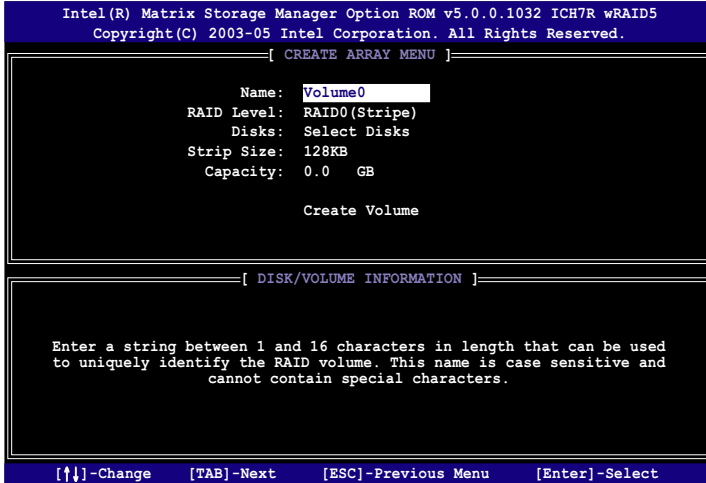 Intel(R) Matrix Storage Manager Option ROM v5.0.0.1032 ICH7R wRAID5
Copyright(C) 2003-05 Intel Corporation. All Rights Reserved.
[ CREATE ARRAY MENU ]
Name: Volume0
RAID Level: RAID0(Stripe)
Disks: Select Disks
Strip Size: 128KB
Capacity: 0.0 GB
Create Volume
[ DISK/VOLUME INFORMATION ]
Enter a string between 1 and 16 characters in length that can be used
to uniquely identify the RAID volume. This name is case sensitive and
cannot contain special characters.
[↑↓]-Change [TAB]-Next [ESC]-Previous Menu [Enter]-Select